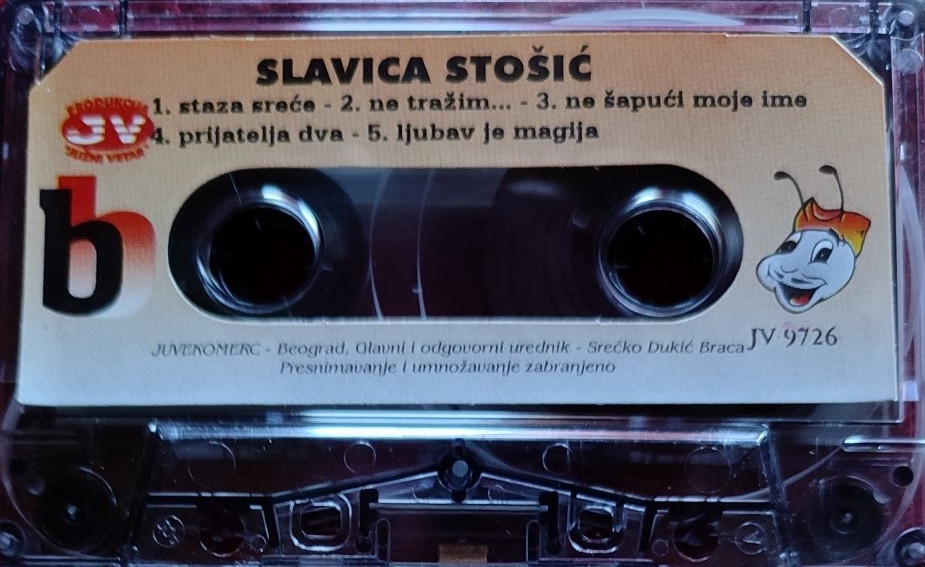 SLAVICA STOŠIĆ
1. staza sreće - 2. ne tražim... - 3. ne šapući moje ime
4. prijatelja dva - 5. ljubav je magija
PRODUKCIJA
JV
"JUŽNI VETAR"
b
JUVEKOMERC - Beograd, Glavni i odgovorni urednik - Srećko Dukić Braca
JV 9726
Presnimavanje i umnožavanje zabranjeno